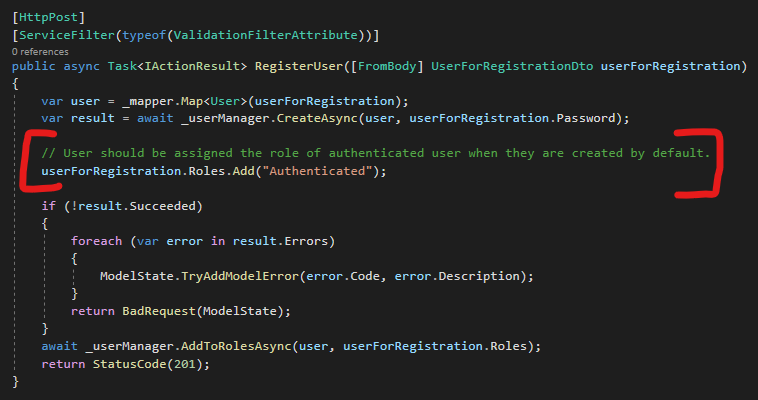 [HttpPost]
[ServiceFilter(typeof(ValidationFilterAttribute))]
0 references
public async Task<IActionResult> RegisterUser([FromBody] UserForRegistrationDto userForRegistration)
{
    var user = _mapper.Map<User>(userForRegistration);
    var result = await _userManager.CreateAsync(user, userForRegistration.Password);
    // User should be assigned the role of authenticated user when they are created by default.
    userForRegistration.Roles.Add("Authenticated");
    if (!result.Succeeded)
    {
        foreach (var error in result.Errors)
        {
            ModelState.TryAddModelError(error.Code, error.Description);
        }
        return BadRequest(ModelState);
    }
    await _userManager.AddToRolesAsync(user, userForRegistration.Roles);
    return StatusCode(201);
}